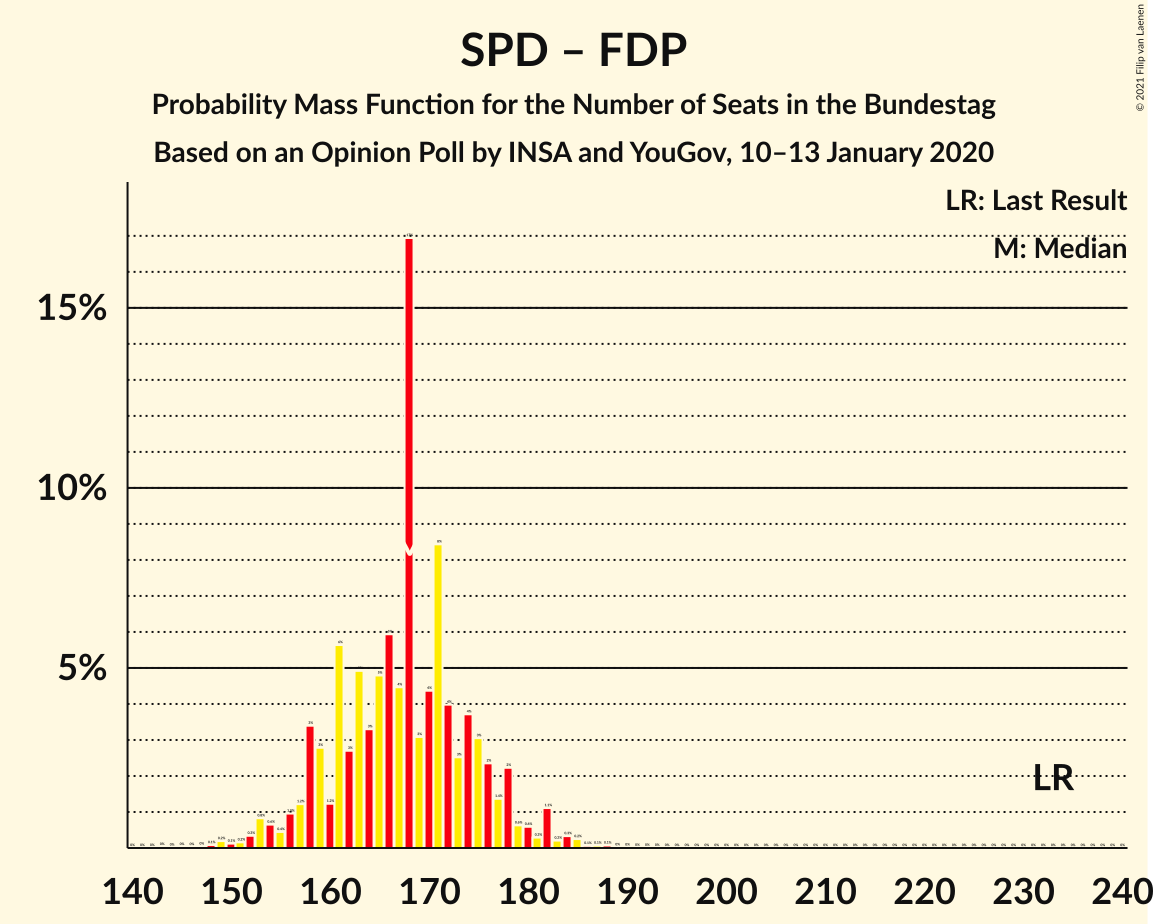 SPD – FDP
Probability Mass Function for the Number of Seats in the Bundestag
Based on an Opinion Poll by INSA and YouGov, 10–13 January 2020
© 2021 Filip van Laenen
LR: Last Result
M: Median
15%
10%
5%
LR
140 150 160 170 180 190 200 210 220 230 240